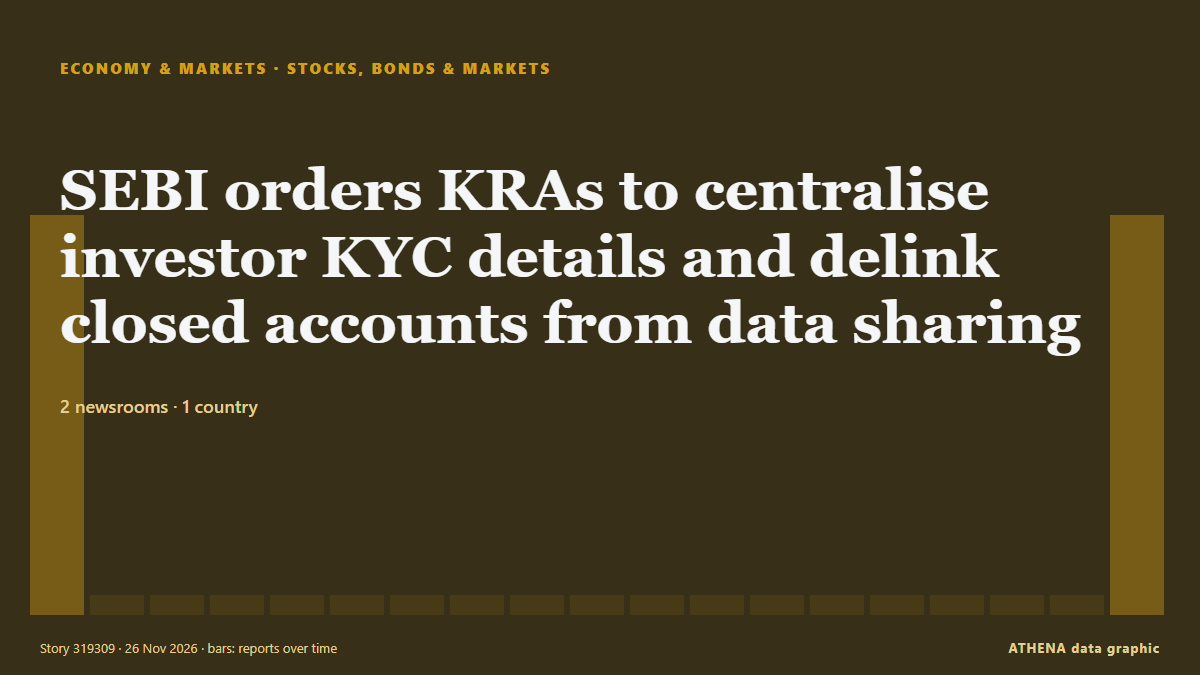 ECONOMY & MARKETS · STOCKS, BONDS & MARKETS
SEBI orders KRAs to centralise
investor KYC details and delink
closed accounts from data sharing
2 newsrooms · 1 country
Story 319309 · 26 Nov 2026 · bars: reports over time
ATHENA data graphic